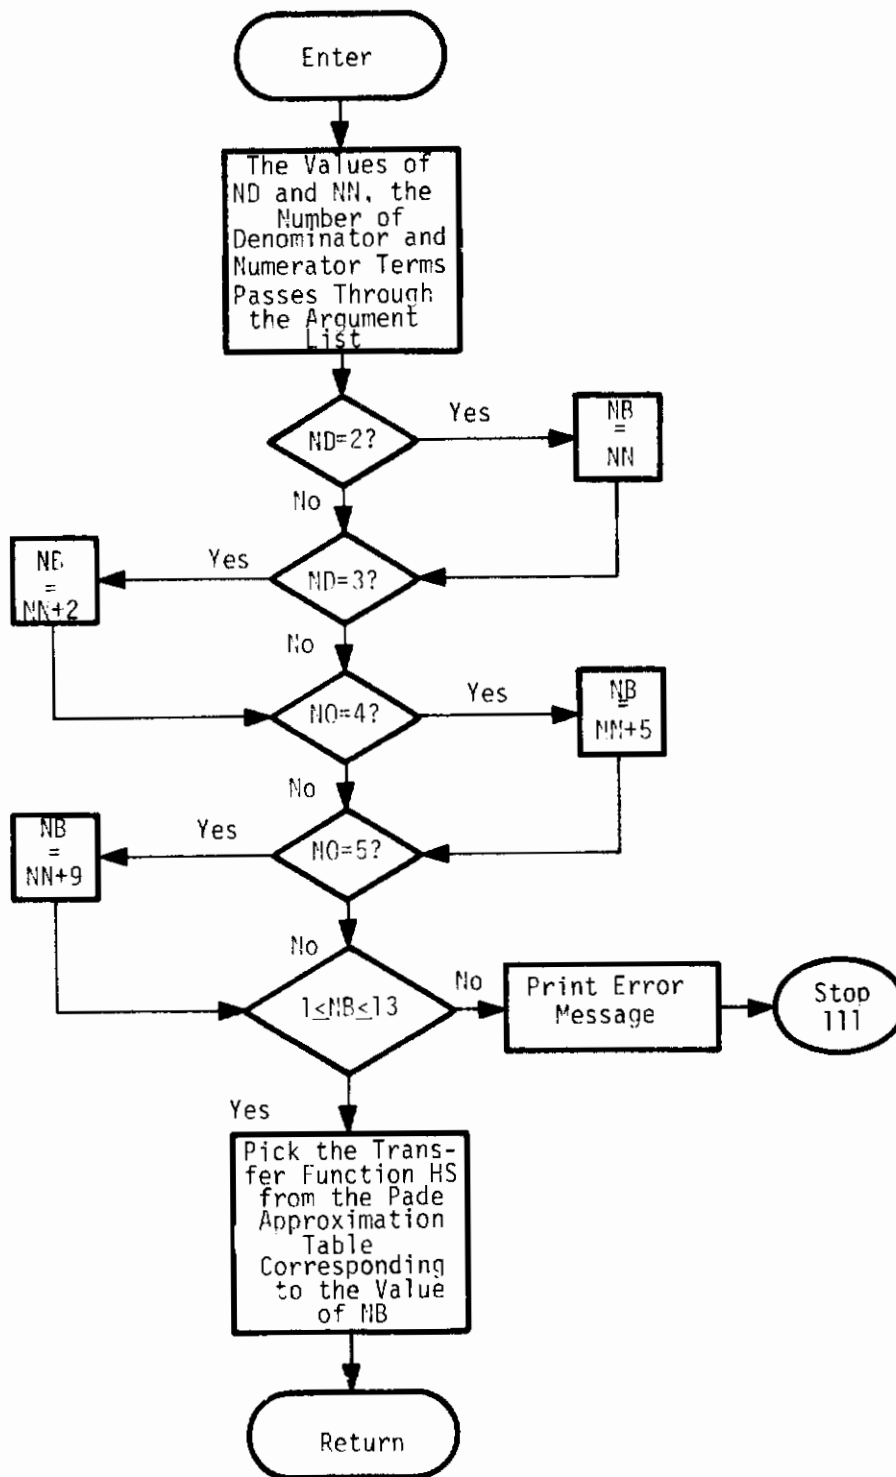 Enter
The Values of
ND and NN, the
Number of
Denominator and
Numerator Terms
Passes Through
the Argument
List
ND=2?
Yes
NB
=
NN
No
ND=3?
Yes
NB
=
NN+2
No
NO=4?
Yes
NB
=
NN+5
No
NO=5?
Yes
NB
=
NN+9
No
1≤NB≤13
No
Print Error
Message
Stop
111
Yes
Pick the Trans-
fer Function HS
from the Pade
Approximation
Table
Corresponding
to the Value
of NB
Return